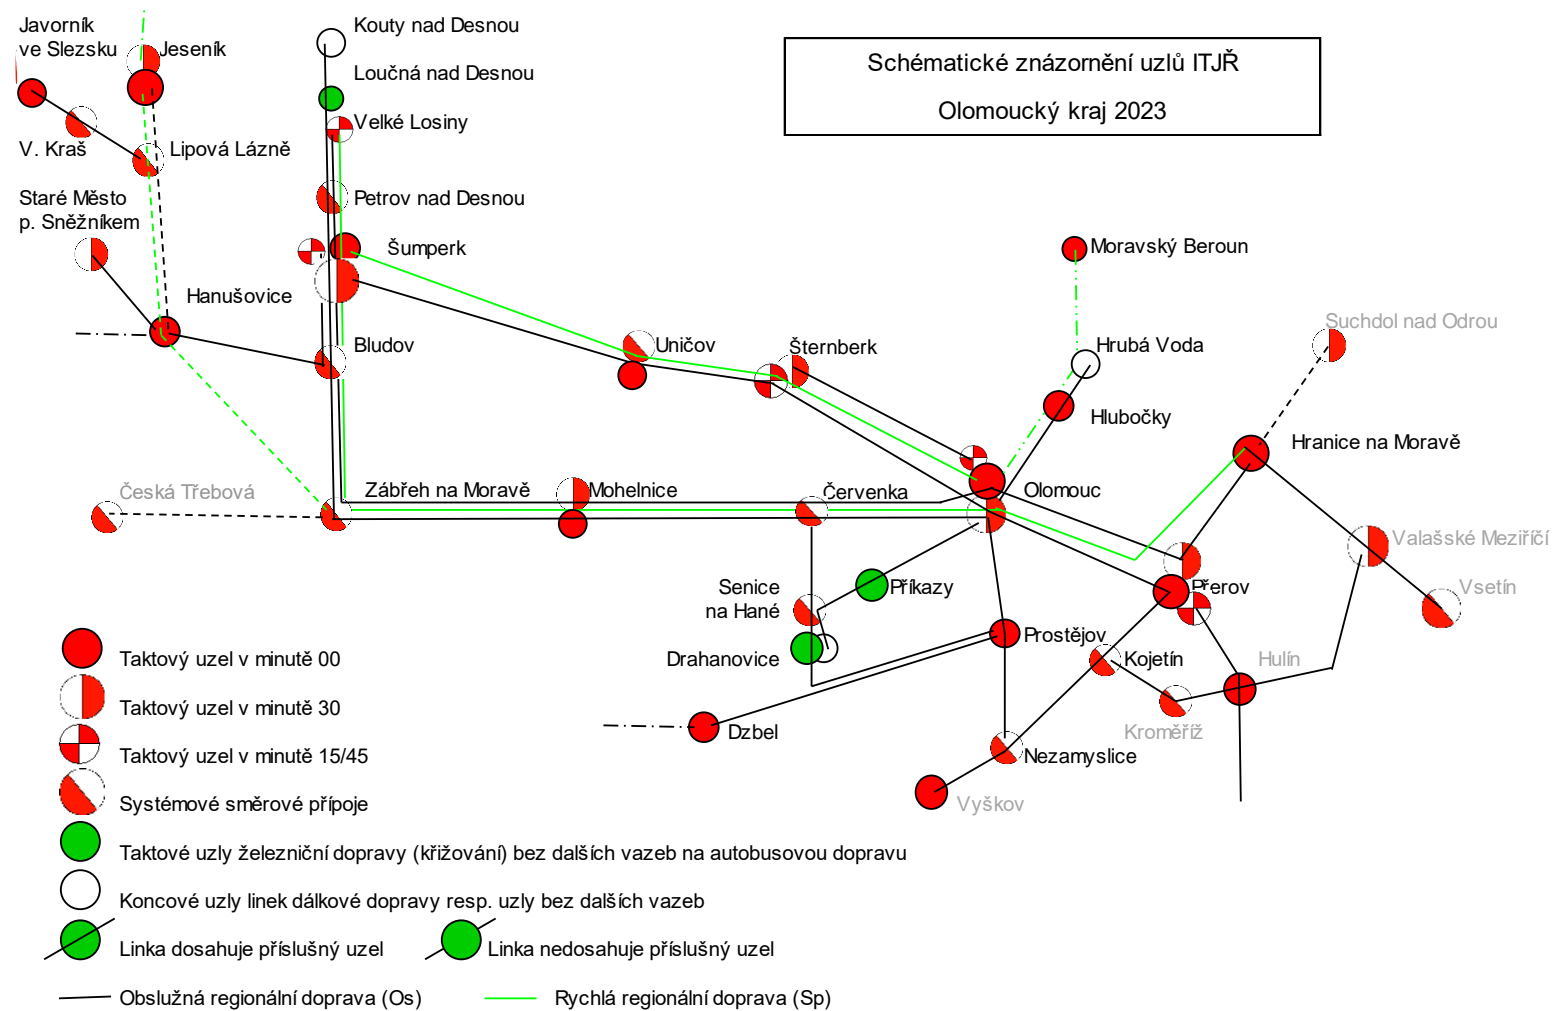 Schématické znázornění uzlů ITJŘ
Olomoucký kraj 2023
Javorník
ve Slezsku
Jeseník
Kouty nad Desnou
Loučná nad Desnou
Velké Losiny
V. Kraš
Lipová Lázně
Staré Město
p. Sněžníkem
Petrov nad Desnou
Šumperk
Moravský Beroun
Hanušovice
Bludov
Uničov
Šternberk
Hrubá Voda
Suchdol nad Odrou
Hlubočky
Hranice na Moravě
Česká Třebová
Zábřeh na Moravě
Mohelnice
Červenka
Olomouc
Valašské Meziříčí
Senice
na Hané
Příkazy
Přerov
Vsetín
Prostějov
Drahanovice
Kojetín
Hulín
Dzbel
Kroměříž
Nezamyslice
Vyškov
Taktový uzel v minutě 00
Taktový uzel v minutě 30
Taktový uzel v minutě 15/45
Systémové směrové přípoje
Taktové uzly železniční dopravy (křižování) bez dalších vazeb na autobusovou dopravu
Koncové uzly linek dálkové dopravy resp. uzly bez dalších vazeb
Linka dosahuje příslušný uzel
Linka nedosahuje příslušný uzel
Obslužná regionální doprava (Os)
Rychlá regionální doprava (Sp)